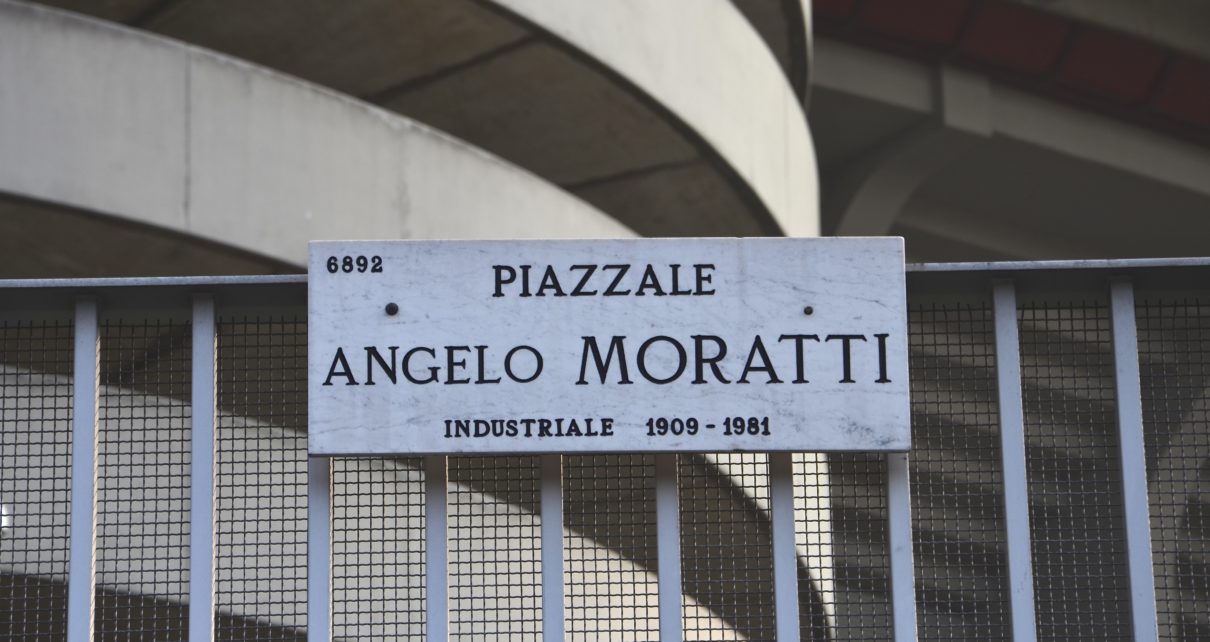 6892
PIAZZALE
ANGELO MORATTI
INDUSTRIALE 1909 - 1981